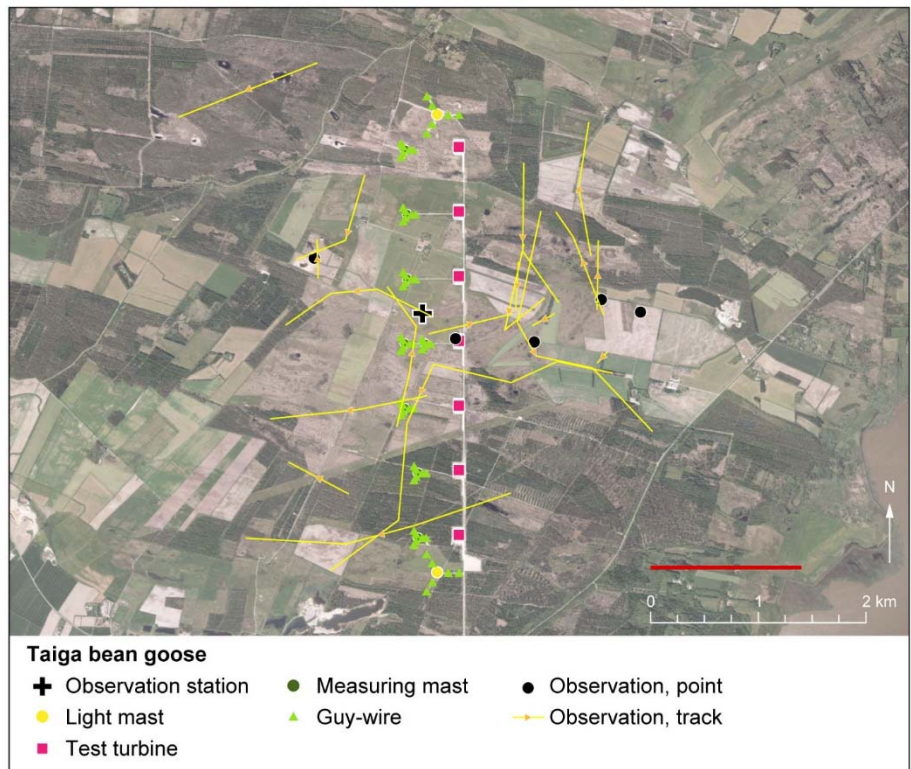 N
0 1 2 km
Taiga bean goose
Observation station
Measuring mast
Observation, point
Light mast
Guy-wire
Observation, track
Test turbine